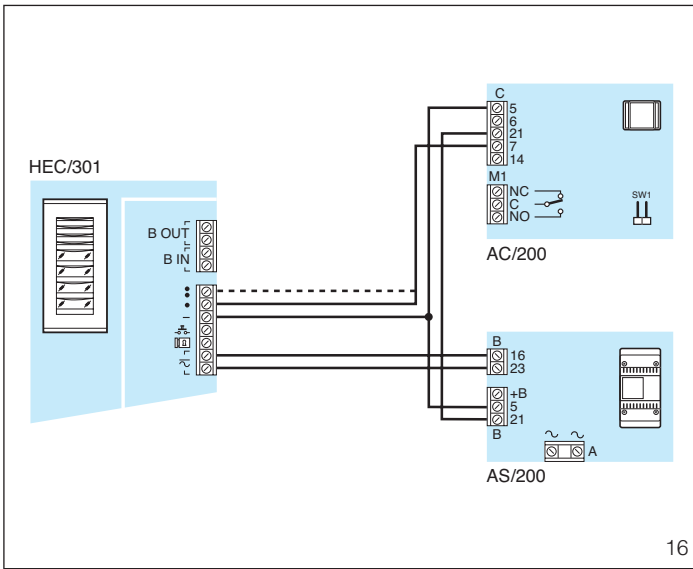 HEC/301
B OUT
B IN
C
5
6
21
7
14
M1
NC
C
NO
SW1
AC/200
B
16
23
+B
5
21
B
A
AS/200
16